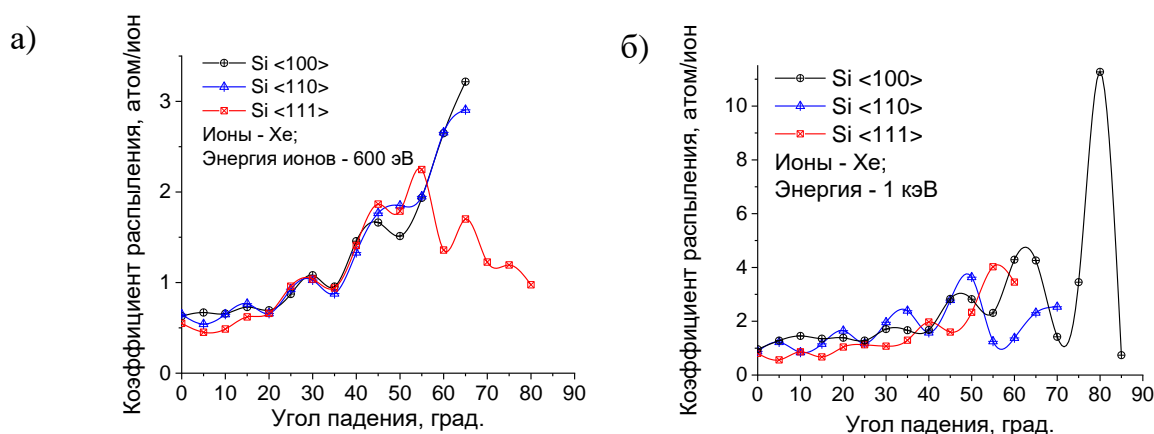 а)
Коэффициент распыления, атом/ион
Si <100>
Si <110>
Si <111>
Ионы - Xe;
Энергия ионов - 600 эВ
3
2
1
0
0 10 20 30 40 50 60 70 80 90
Угол падения, град.
б)
Коэффициент распыления, атом/ион
Si <100>
Si <110>
Si <111>
Ионы - Xe;
Энергия - 1 кэВ
10
8
6
4
2
0
0 10 20 30 40 50 60 70 80 90
Угол падения, град.